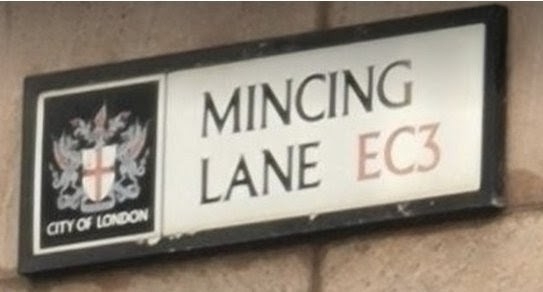 MINCING
LANE EC3
CITY OF LONDON